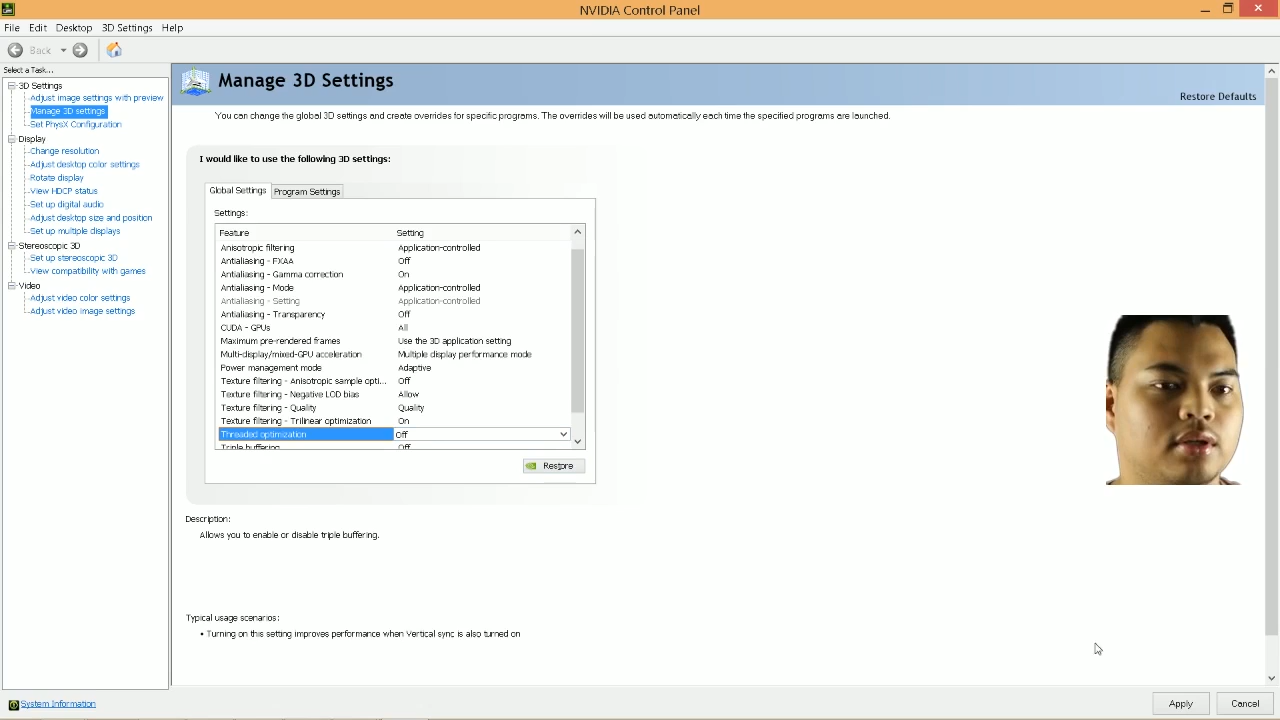 NVIDIA Control Panel
File Edit Desktop 3D Settings Help
Back
Select a Task...
3D Settings
Adjust image settings with preview
Manage 3D settings
Set PhysX Configuration
Display
Change resolution
Adjust desktop color settings
Rotate display
View HDCP status
Set up digital audio
Adjust desktop size and position
Set up multiple displays
Stereoscopic 3D
Set up stereoscopic 3D
View compatibility with games
Video
Adjust video color settings
Adjust video image settings
System Information
Manage 3D Settings
Restore Defaults
You can change the global 3D settings and create overrides for specific programs. The overrides will be used automatically each time the specified programs are launched.
I would like to use the following 3D settings:
Global Settings Program Settings
Settings:
Feature Setting
Anisotropic filtering Application-controlled
Antialiasing - FXAA Off
Antialiasing - Gamma correction On
Antialiasing - Mode Application-controlled
Antialiasing - Setting Application-controlled
Antialiasing - Transparency Off
CUDA - GPUs All
Maximum pre-rendered frames Use the 3D application setting
Multi-display/mixed-GPU acceleration Multiple display performance mode
Power management mode Adaptive
Texture filtering - Anisotropic sample opti... Off
Texture filtering - Negative LOD bias Allow
Texture filtering - Quality Quality
Texture filtering - Trilinear optimization On
Threaded optimization Off
Triple buffering Off
Restore
Description:
Allows you to enable or disable triple buffering.
Typical usage scenarios:
• Turning on this setting improves performance when Vertical sync is also turned on
Apply Cancel